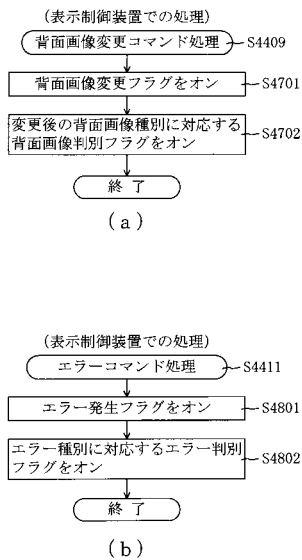 (表示制御装置での処理)
背面画像変更コマンド処理
S4409
背面画像変更フラグをオン
S4701
変更後の背面画像種別に対応する
背面画像判別フラグをオン
S4702
終了
(a)
(表示制御装置での処理)
エラーコマンド処理
S4411
エラー発生フラグをオン
S4801
エラー種別に対応するエラー判別
フラグをオン
S4802
終了
(b)